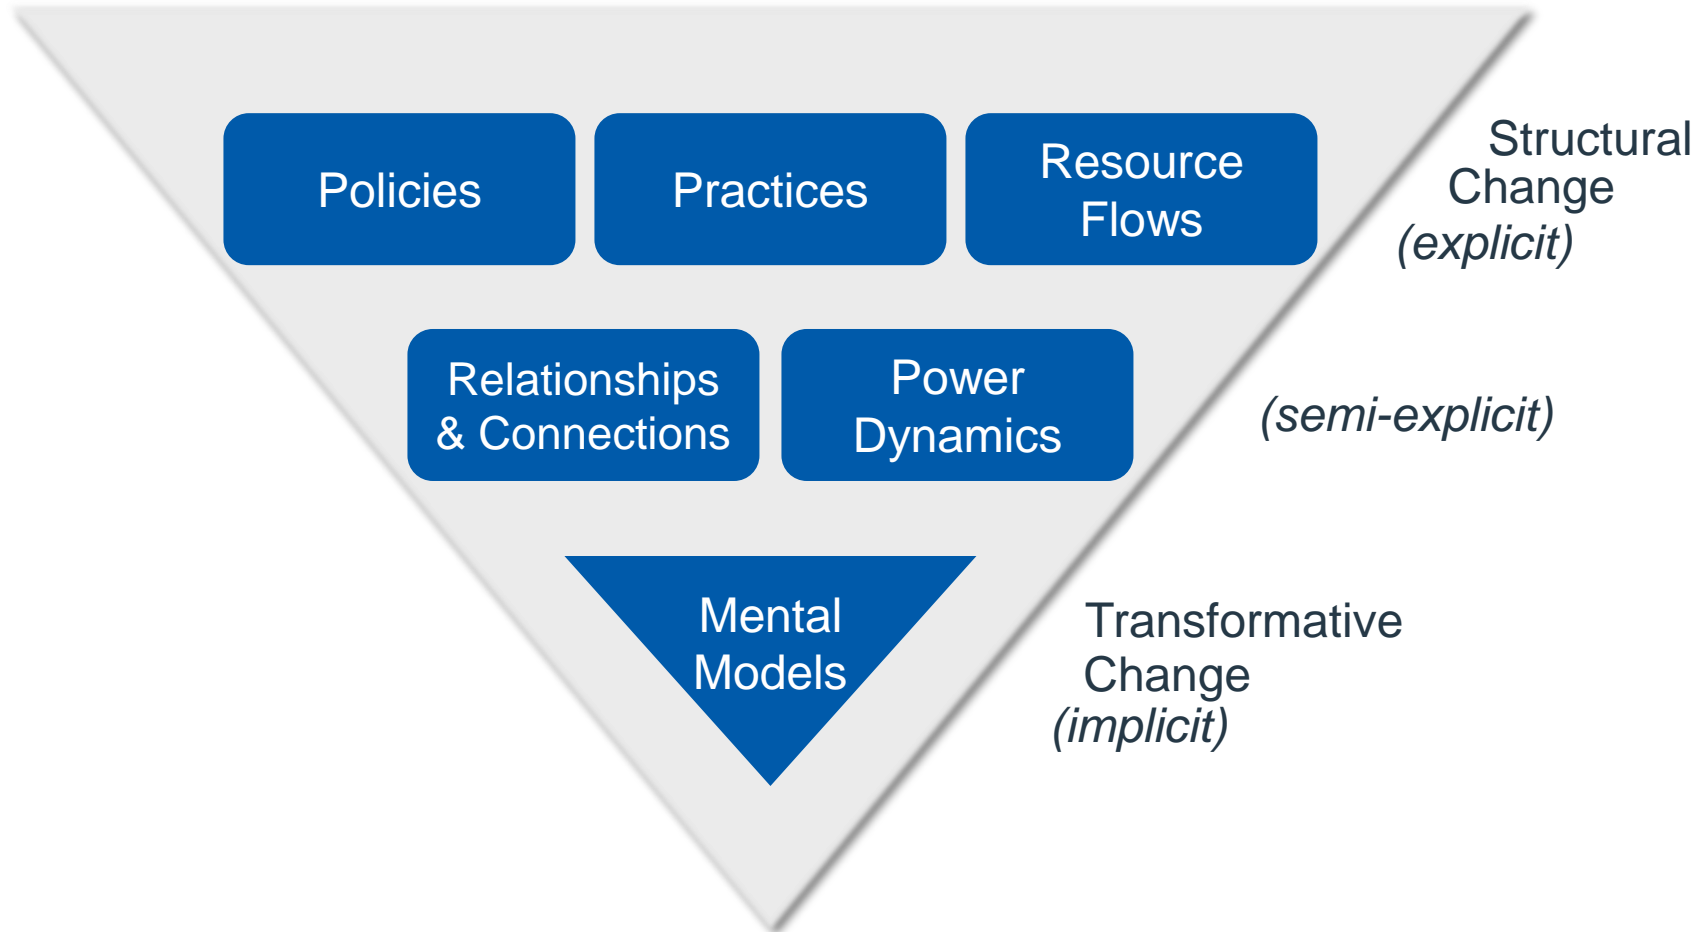 Policies
Practices
Resource
Flows
Structural
Change
(explicit)
Relationships
& Connections
Power
Dynamics
(semi-explicit)
Mental
Models
Transformative
Change
(implicit)